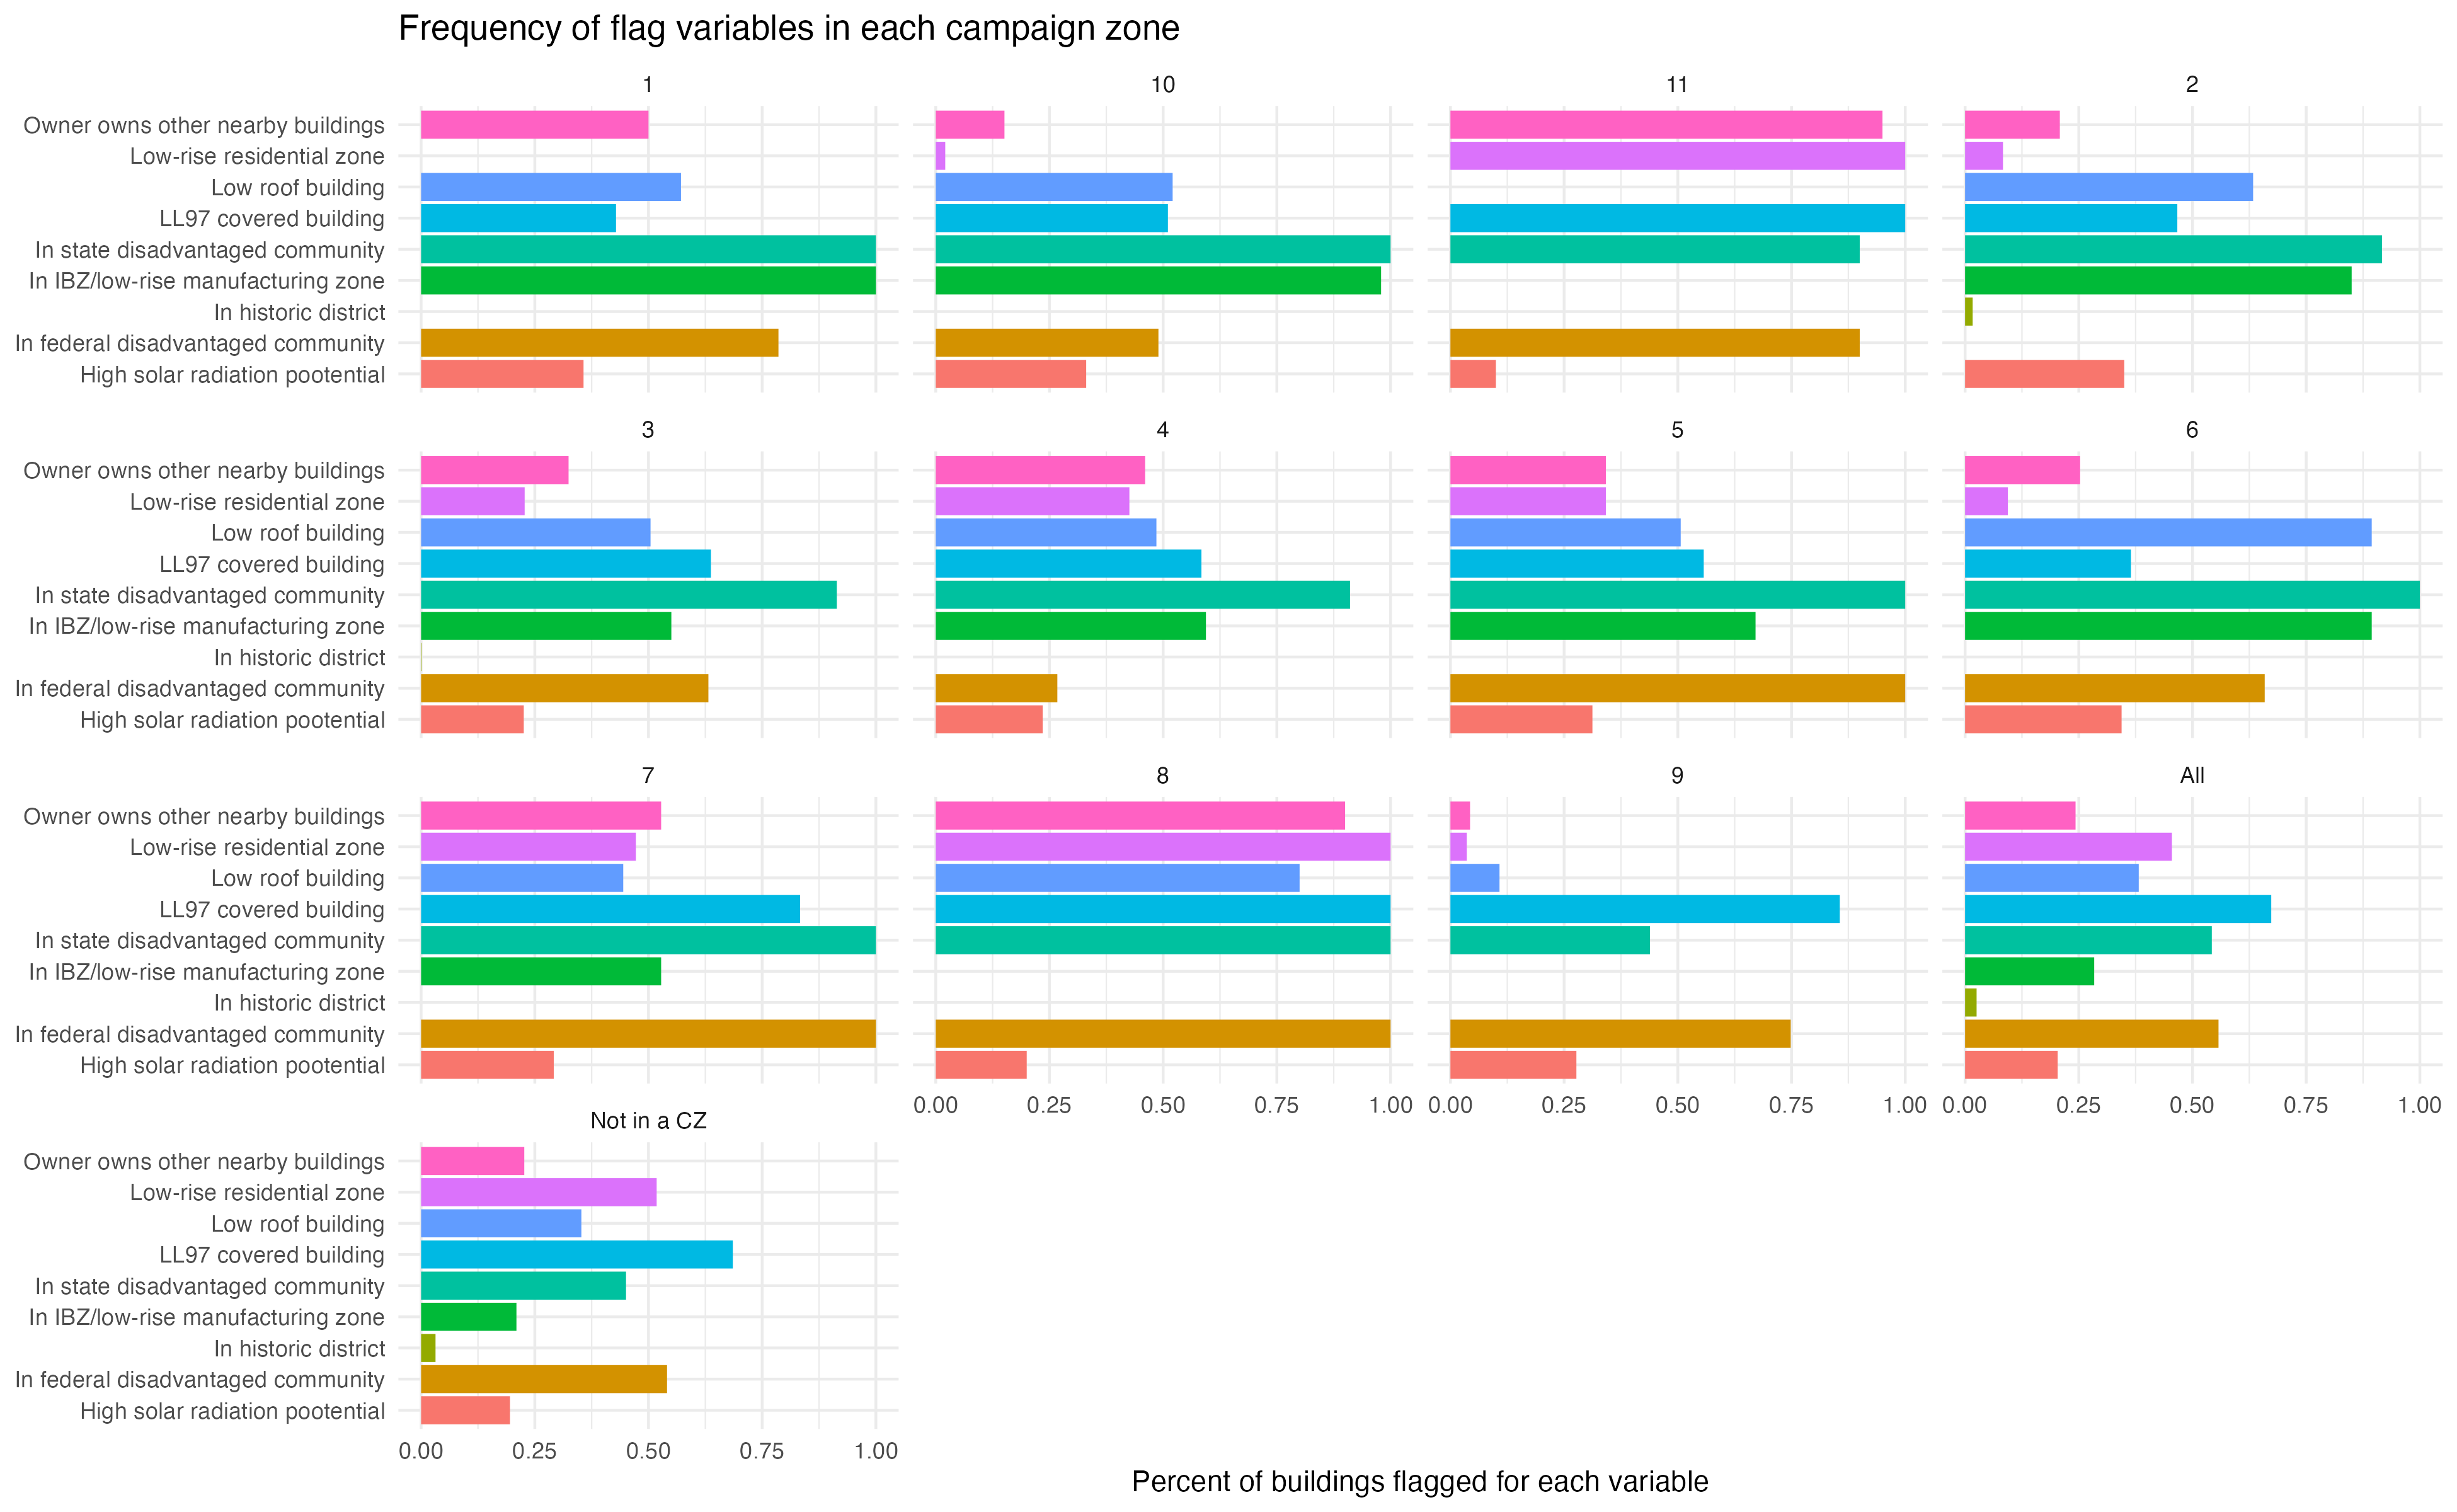 Frequency of flag variables in each campaign zone
1
10
11
2
Owner owns other nearby buildings
Low-rise residential zone
Low roof building
LL97 covered building
In state disadvantaged community
In IBZ/low-rise manufacturing zone
In historic district
In federal disadvantaged community
High solar radiation pootential
3
4
5
6
Owner owns other nearby buildings
Low-rise residential zone
Low roof building
LL97 covered building
In state disadvantaged community
In IBZ/low-rise manufacturing zone
In historic district
In federal disadvantaged community
High solar radiation pootential
7
8
9
All
Owner owns other nearby buildings
Low-rise residential zone
Low roof building
LL97 covered building
In state disadvantaged community
In IBZ/low-rise manufacturing zone
In historic district
In federal disadvantaged community
High solar radiation pootential
0.00 0.25 0.50 0.75 1.00
0.00 0.25 0.50 0.75 1.00
0.00 0.25 0.50 0.75 1.00
Not in a CZ
Owner owns other nearby buildings
Low-rise residential zone
Low roof building
LL97 covered building
In state disadvantaged community
In IBZ/low-rise manufacturing zone
In historic district
In federal disadvantaged community
High solar radiation pootential
0.00 0.25 0.50 0.75 1.00
Percent of buildings flagged for each variable